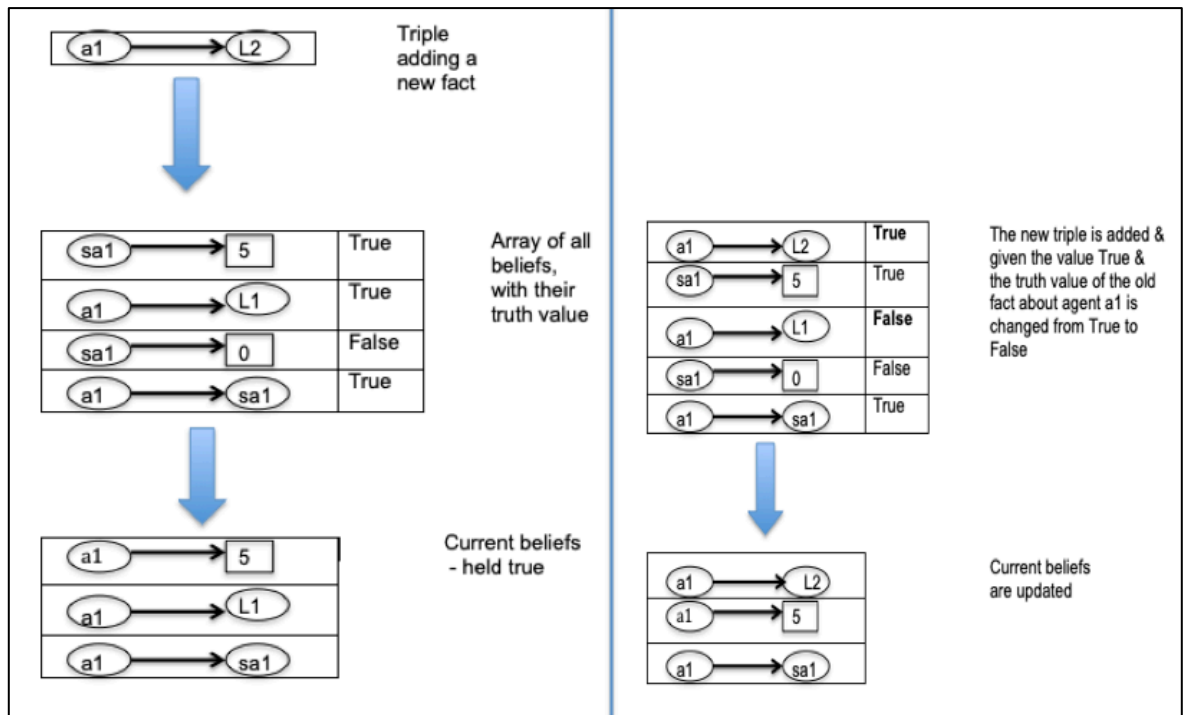 a1 L2
Triple
adding a
new fact
sa1 5 True
a1 L1 True
sa1 0 False
a1 sa1 True
Array of all
beliefs,
with their
truth value
a1 5
a1 L1
a1 sa1
Current beliefs
- held true
a1 L2 True
sa1 5 True
a1 L1 False
sa1 0 False
a1 sa1 True
The new triple is added &
given the value True &
the truth value of the old
fact about agent a1 is
changed from True to
False
a1 L2
a1 5
a1 sa1
Current beliefs
are updated